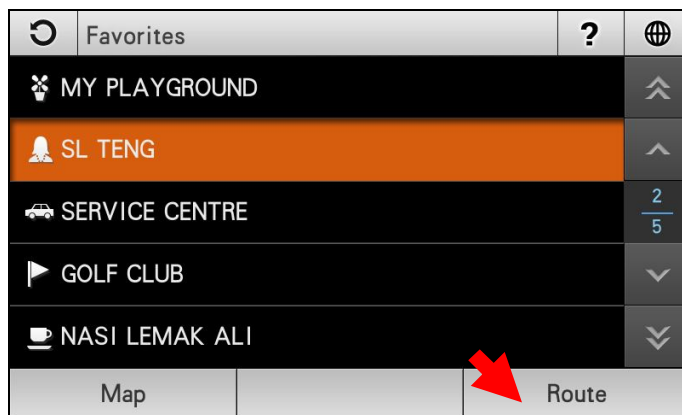 Favorites ?
MY PLAYGROUND
SL TENG
SERVICE CENTRE
2
5
GOLF CLUB
NASI LEMAK ALI
Map Route